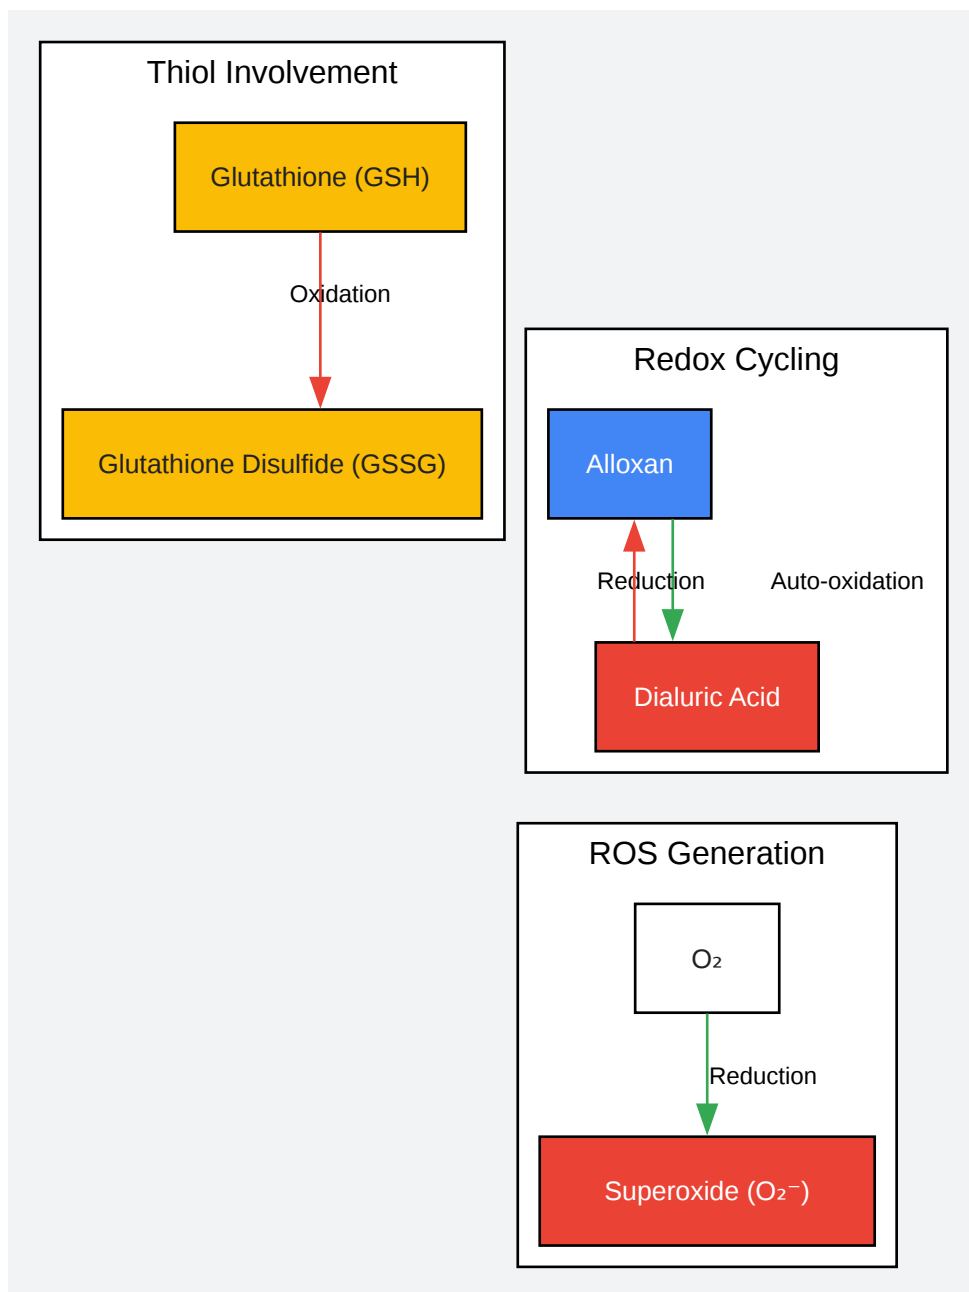 Thiol Involvement
Glutathione (GSH)
Oxidation
Glutathione Disulfide (GSSG)
Redox Cycling
Alloxan
Reduction
Auto-oxidation
Dialuric Acid
ROS Generation
O₂
Reduction
Superoxide (O₂⁻)